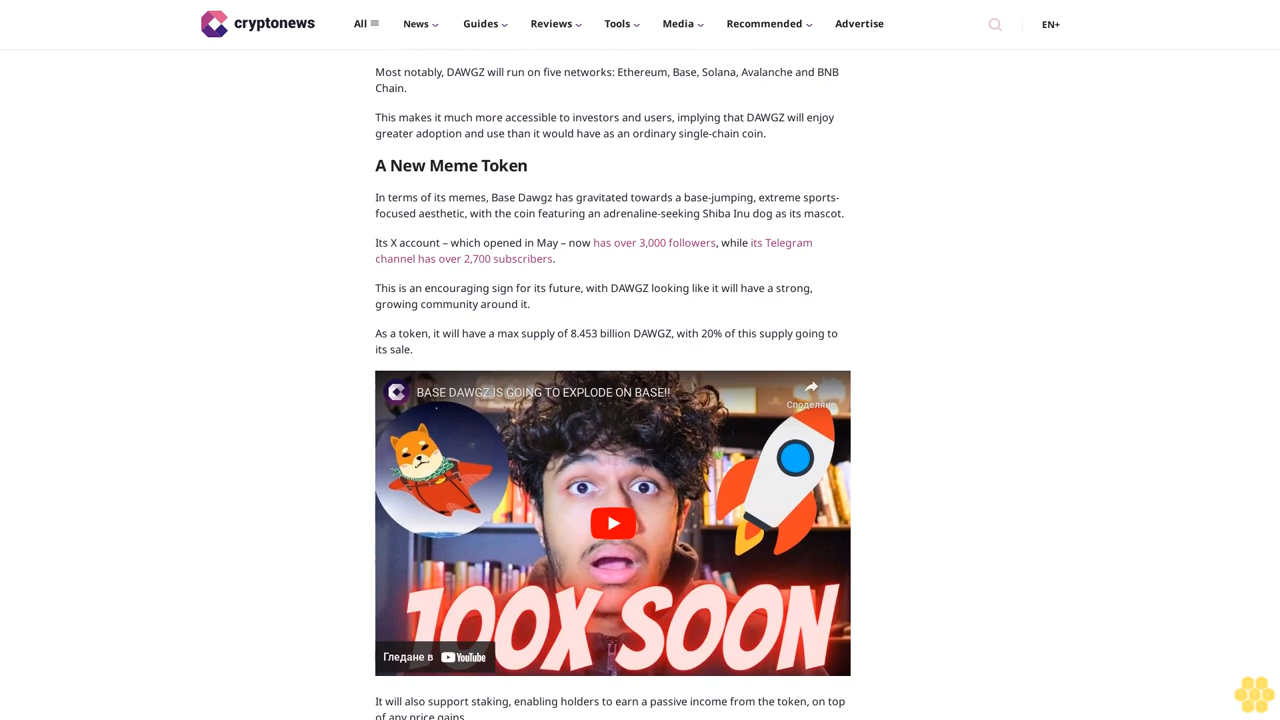 cryptonews
All
News
Guides
Reviews
Tools
Media
Recommended
Advertise
EN+
Most notably, DAWGZ will run on five networks: Ethereum, Base, Solana, Avalanche and BNB
Chain.
This makes it much more accessible to investors and users, implying that DAWGZ will enjoy
greater adoption and use than it would have as an ordinary single-chain coin.
A New Meme Token
In terms of its memes, Base Dawgz has gravitated towards a base-jumping, extreme sports-
focused aesthetic, with the coin featuring an adrenaline-seeking Shiba Inu dog as its mascot.
Its X account – which opened in May – now has over 3,000 followers, while its Telegram
channel has over 2,700 subscribers.
This is an encouraging sign for its future, with DAWGZ looking like it will have a strong,
growing community around it.
As a token, it will have a max supply of 8.453 billion DAWGZ, with 20% of this supply going to
its sale.
BASE DAWGZ IS GOING TO EXPLODE ON BASE!!
Споделяне
100X SOON
Гледане в YouTube
It will also support staking, enabling holders to earn a passive income from the token, on top
of any price gains.